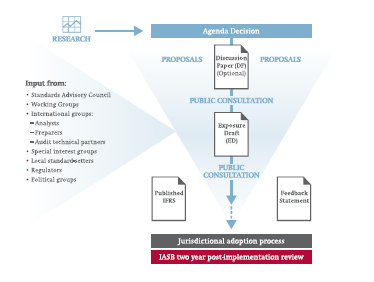 RESEARCH
Agenda Decision
PROPOSALS
Discussion
Paper (DP)
(Optional)
PROPOSALS
PUBLIC CONSULTATION
Input from:
• Standards Advisory Council
• Working Groups
• International groups:
– Analysts
– Preparers
– Audit technical partners
• Special interest groups
• Local standard-setters
• Regulators
• Political groups
Exposure
Draft
(ED)
PUBLIC
CONSULTATION
Published
IFRS
Feedback
Statement
Jurisdictional adoption process
IASB two year post-implementation review